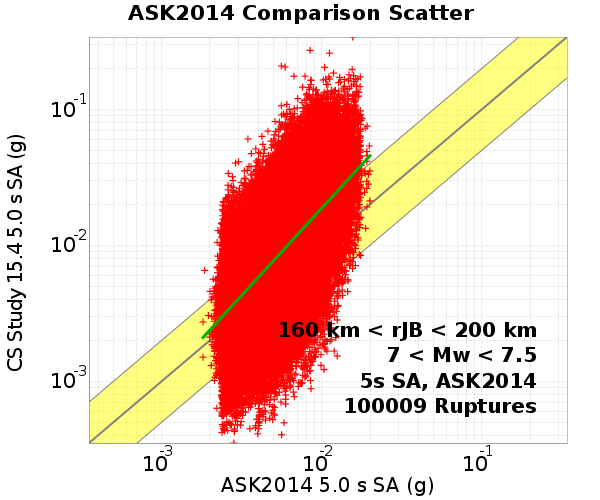 ASK2014 Comparison Scatter
CS Study 15.4 5.0 s SA (g)
10-1
10-2
10-3
160 km < rJB < 200 km
7 < Mw < 7.5
5s SA, ASK2014
100009 Ruptures
10-3 10-2 10-1
ASK2014 5.0 s SA (g)